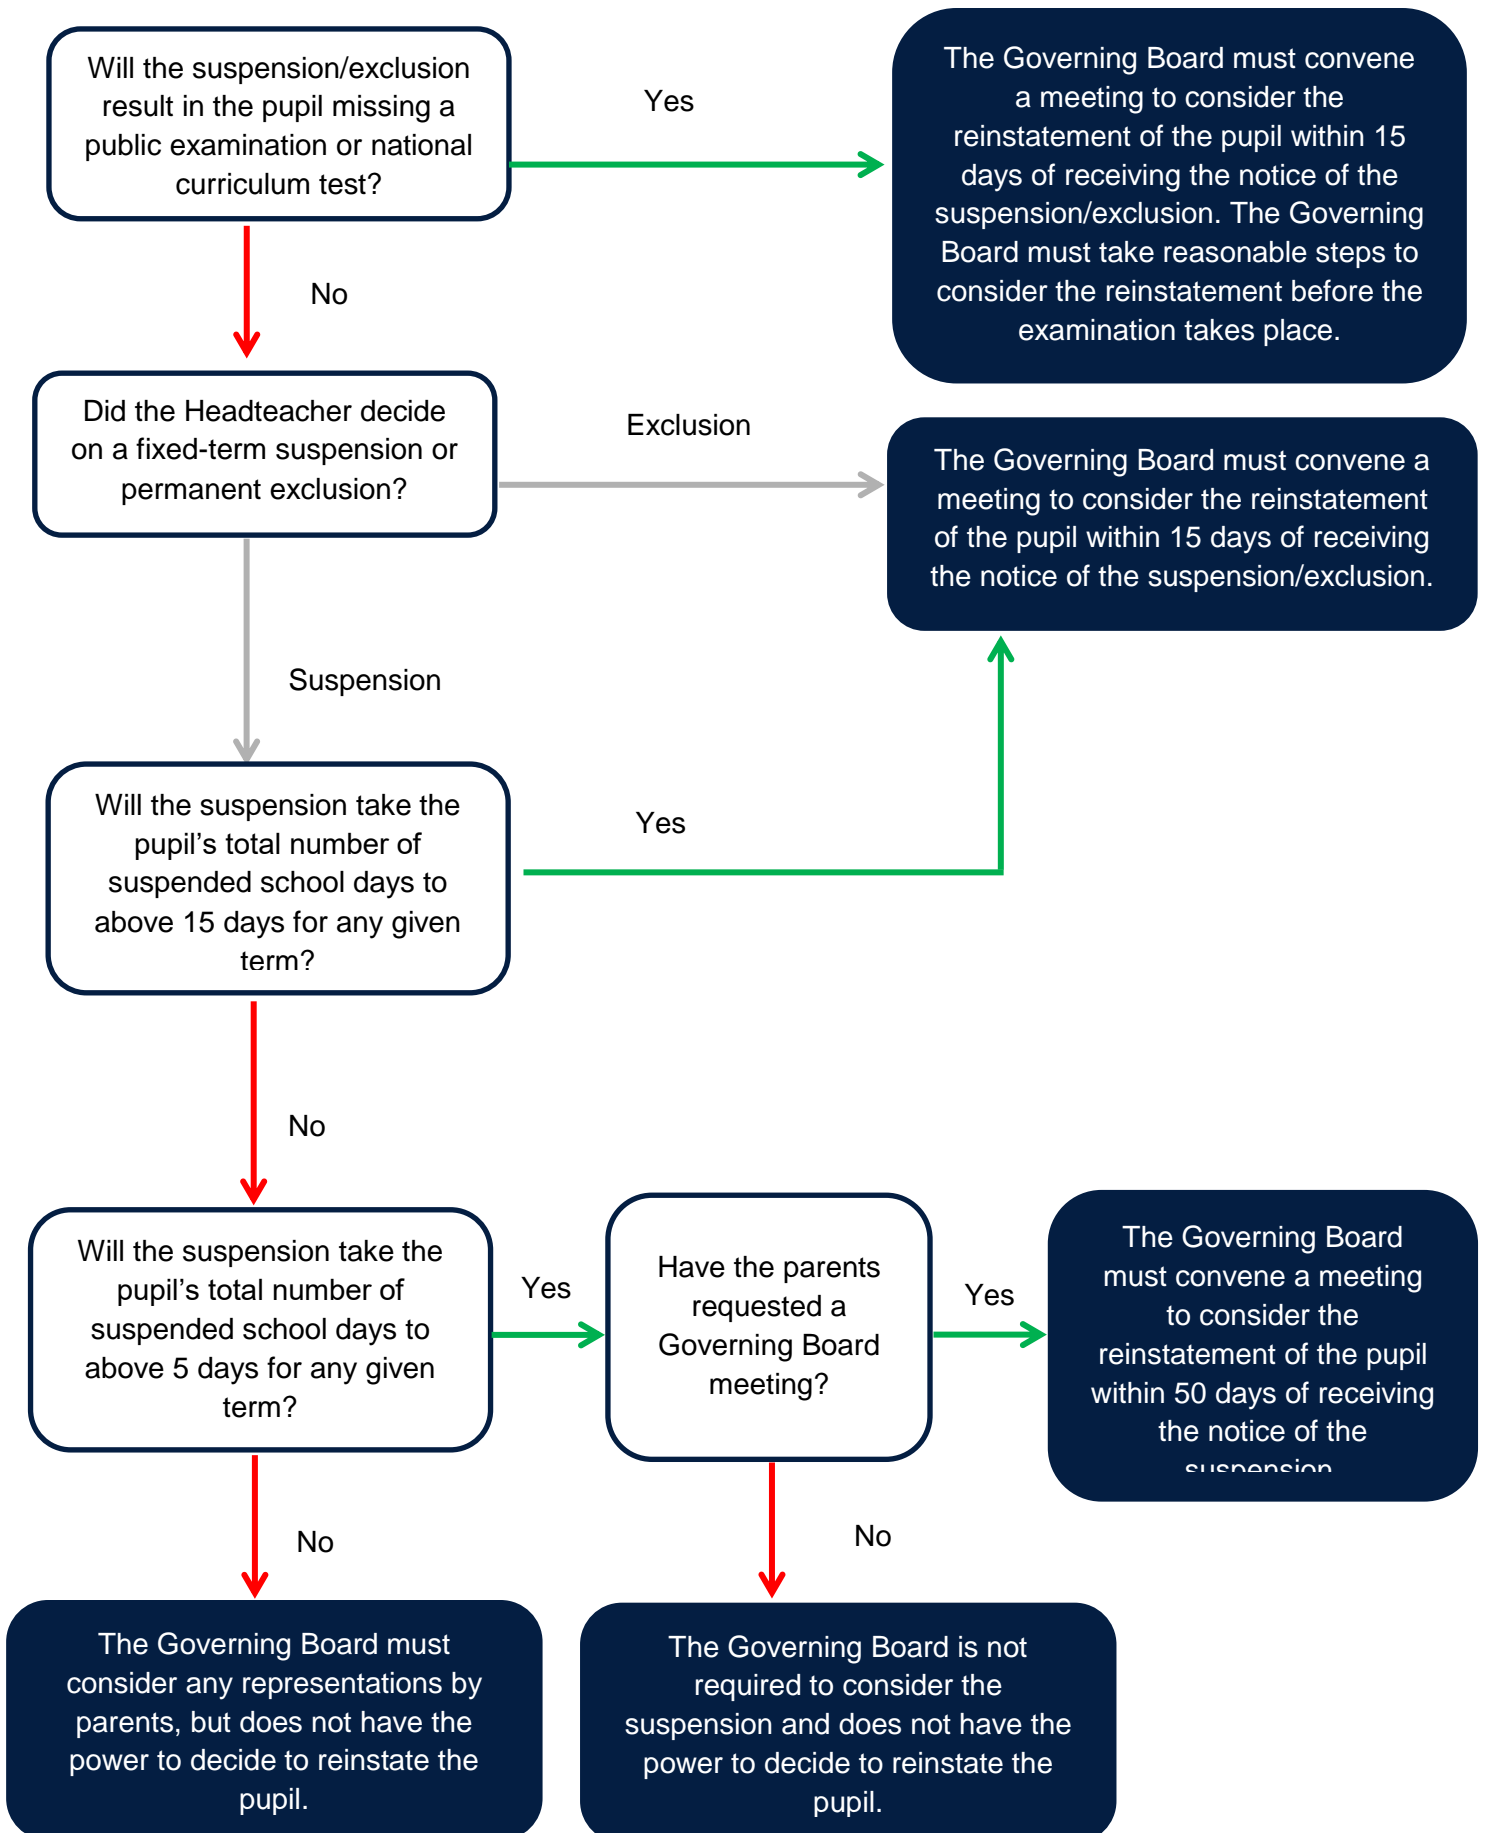 Will the suspension/exclusion
result in the pupil missing a
public examination or national
curriculum test?
Yes
The Governing Board must convene
a meeting to consider the
reinstatement of the pupil within 15
days of receiving the notice of the
suspension/exclusion. The Governing
Board must take reasonable steps to
consider the reinstatement before the
examination takes place.
No
Did the Headteacher decide
on a fixed-term suspension or
permanent exclusion?
Exclusion
The Governing Board must convene a
meeting to consider the reinstatement
of the pupil within 15 days of receiving
the notice of the suspension/exclusion.
Suspension
Will the suspension take the
pupil’s total number of
suspended school days to
above 15 days for any given
term?
Yes
No
Will the suspension take the
pupil’s total number of
suspended school days to
above 5 days for any given
term?
Yes
Have the parents
requested a
Governing Board
meeting?
Yes
The Governing Board
must convene a meeting
to consider the
reinstatement of the pupil
within 50 days of receiving
the notice of the
suspension
No
No
The Governing Board must
consider any representations by
parents, but does not have the
power to decide to reinstate the
pupil.
The Governing Board is not
required to consider the
suspension and does not have the
power to decide to reinstate the
pupil.